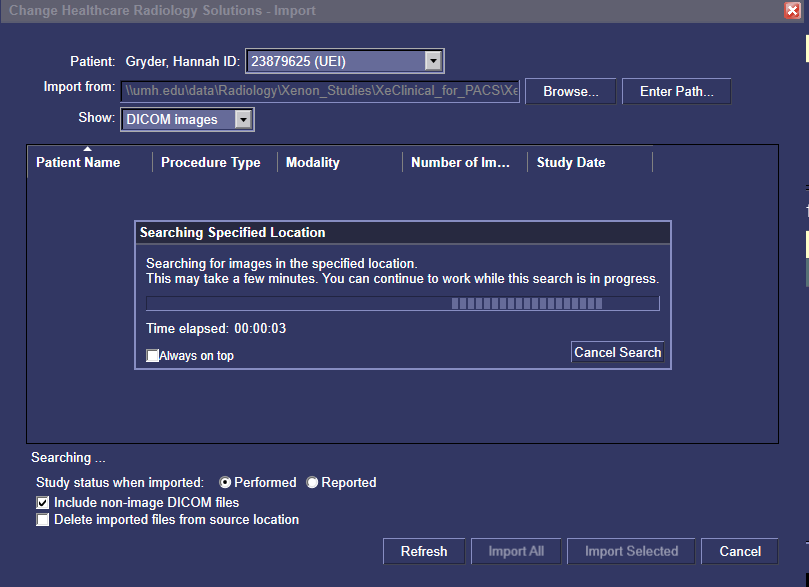 Change Healthcare Radiology Solutions - Import
Patient: Gryder, Hannah ID: 23879625 (UEI)
Import from: \\umh.edu\data\Radiology\Xenon_Studies\XeClinical_for_PACS\Xe Browse... Enter Path...
Show: DICOM images
Patient Name Procedure Type Modality Number of Im... Study Date
Searching Specified Location
Searching for images in the specified location.
This may take a few minutes. You can continue to work while this search is in progress.
Time elapsed: 00:00:03
Always on top Cancel Search
Searching ...
Study status when imported: Performed Reported
Include non-image DICOM files
Delete imported files from source location
Refresh Import All Import Selected Cancel